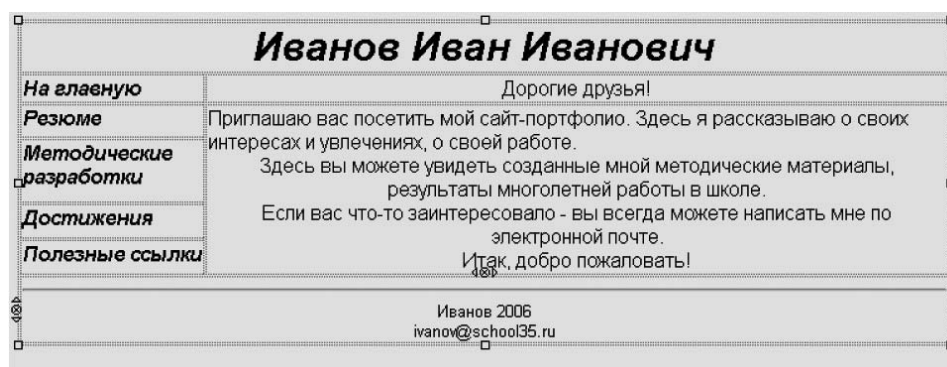 Иванов Иван Иванович
На главную
Дорогие друзья!
Резюме
Методические
разработки
Достижения
Полезные ссылки
Приглашаю вас посетить мой сайт-портфолио. Здесь я рассказываю о своих
интересах и увлечениях, о своей работе.
Здесь вы можете увидеть созданные мной методические материалы,
результаты многолетней работы в школе.
Если вас что-то заинтересовало - вы всегда можете написать мне по
электронной почте.
Итак, добро пожаловать!
Иванов 2006
ivanov@school35.ru